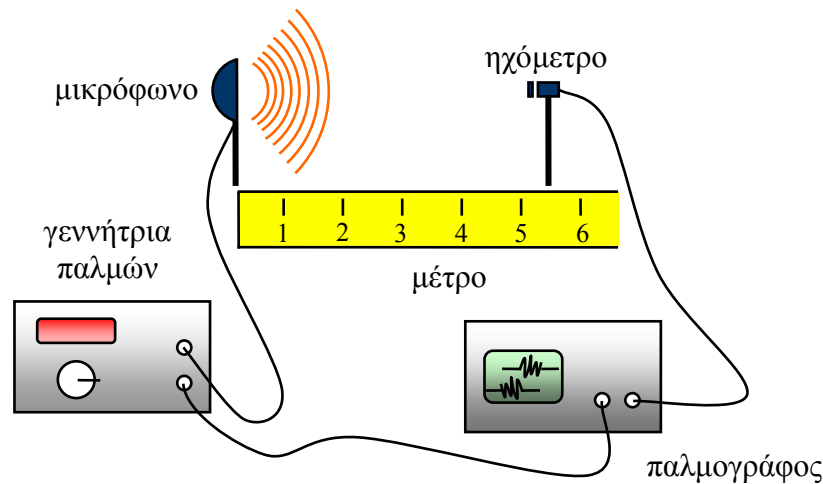 μικρόφωνο
ηχόμετρο
1 2 3 4 5 6
μέτρο
γεννήτρια
παλμών
παλμογράφος